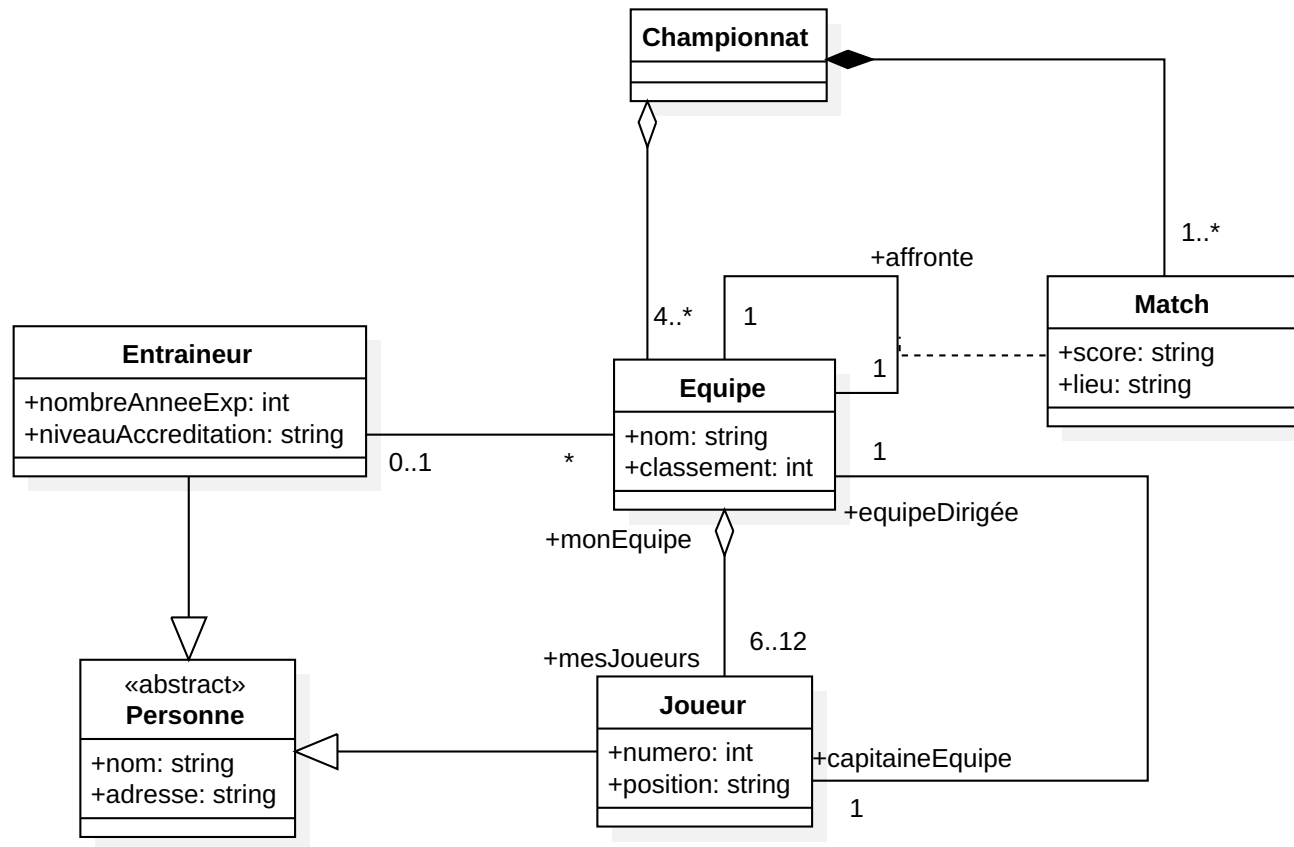 Championnat
1..*
+affronte
4..*
1
1
Match
+score: string
+lieu: string
Entraineur
+nombreAnneeExp: int
+niveauAccreditation: string
0..1
*
Equipe
+nom: string
+classement: int
1
+equipeDirigée
+monEquipe
6..12
+mesJoueurs
«abstract»
Personne
+nom: string
+adresse: string
Joueur
+numero: int
+position: string
+capitaineEquipe
1